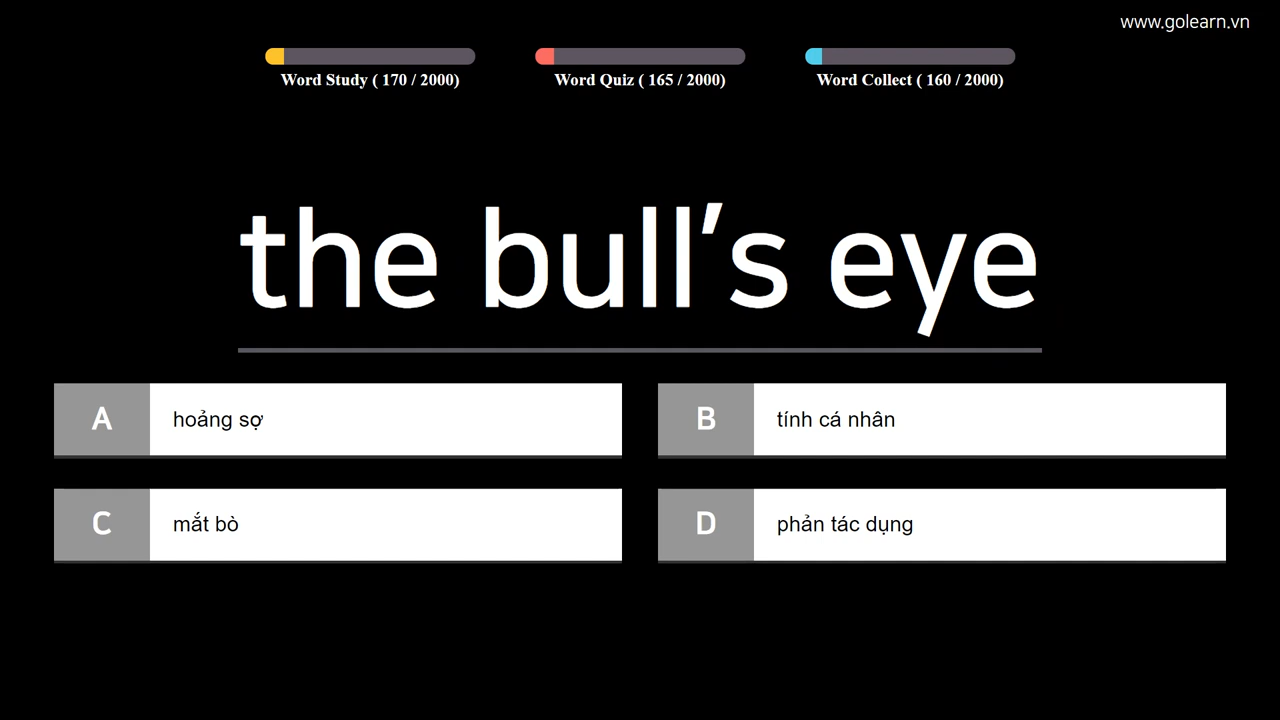 www.golearn.vn
Word Study ( 170 / 2000)
Word Quiz ( 165 / 2000)
Word Collect ( 160 / 2000)
the bull's eye
A hoảng sợ
B tính cá nhân
C mắt bò
D phản tác dụng